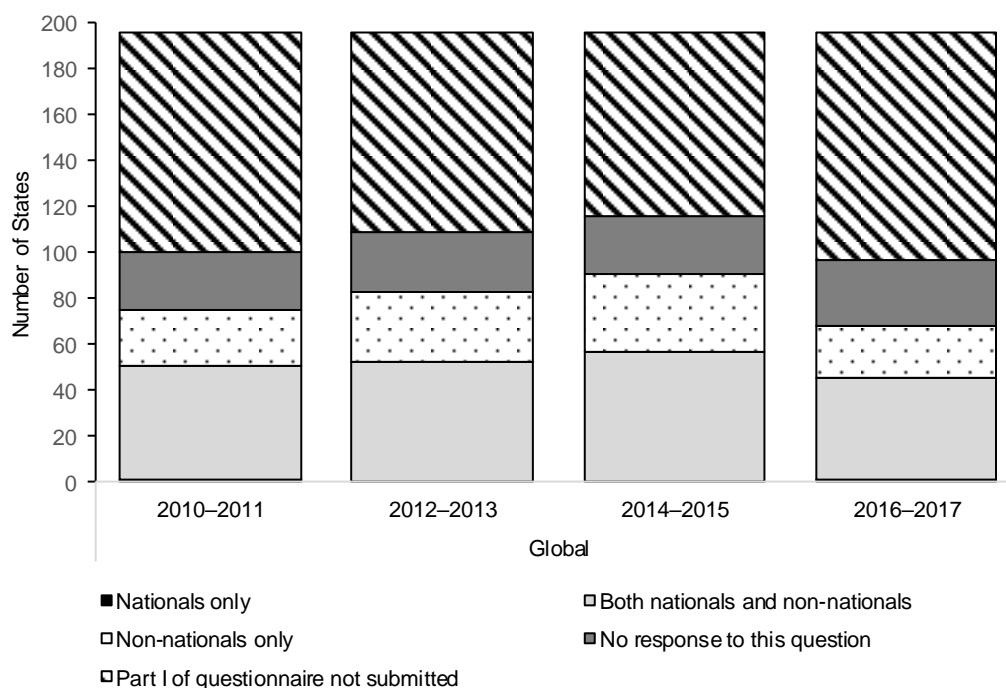 200
180
160
140
120
100
80
60
40
20
0
Number of States
2010–2011 2012–2013 2014–2015 2016–2017
Global
Nationals only Both nationals and non-nationals
Non-nationals only No response to this question
Part I of questionnaire not submitted